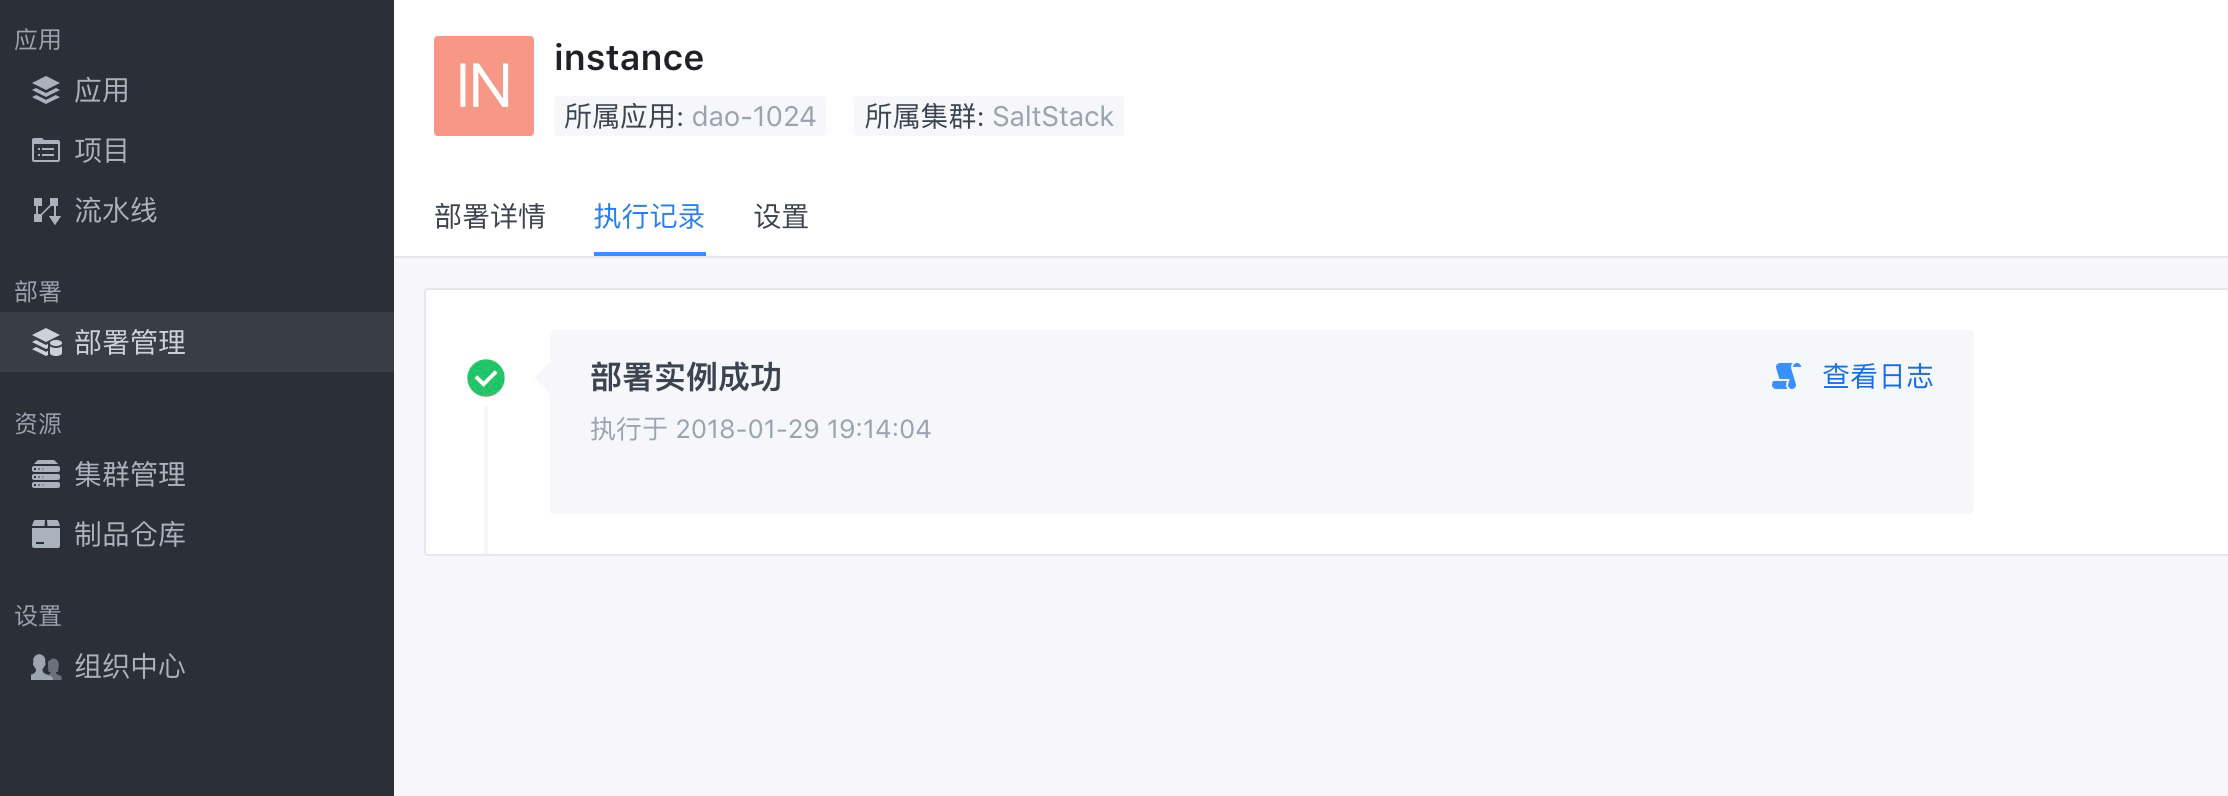 应用
应用
项目
流水线
部署
部署管理
资源
集群管理
制品仓库
设置
组织中心
IN
instance
所属应用: dao-1024 所属集群: SaltStack
部署详情 执行记录 设置
部署实例成功 查看日志
执行于 2018-01-29 19:14:04